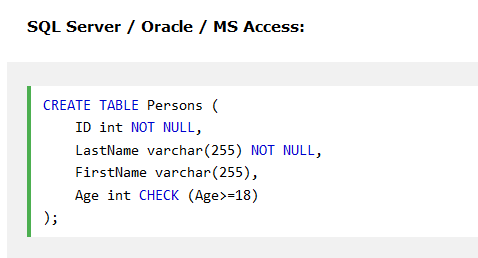 SQL Server / Oracle / MS Access:
CREATE TABLE Persons (
    ID int NOT NULL,
    LastName varchar(255) NOT NULL,
    FirstName varchar(255),
    Age int CHECK (Age>=18)
);